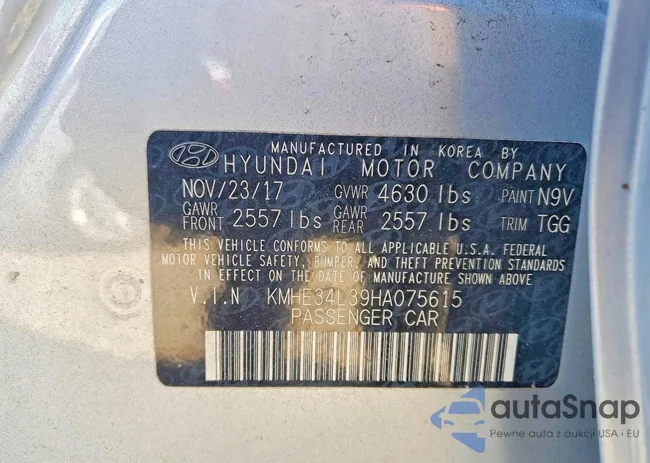 MANUFACTURED IN KOREA BY
HYUNDAI MOTOR COMPANY
NOV/23/17 GVWR 4630 lbs PAINT N9V
GAWR FRONT 2557 lbs GAWR REAR 2557 lbs TRIM TGG
THIS VEHICLE CONFORMS TO ALL APPLICABLE U.S.A. FEDERAL
MOTOR VEHICLE SAFETY, BUMPER, AND THEFT PREVENTION STANDARDS
IN EFFECT ON THE DATE OF MANUFACTURE SHOWN ABOVE.
V.I.N KMHE34L39HA075615
PASSENGER CAR
autaSnap
Pewne auta z aukcji USA i EU